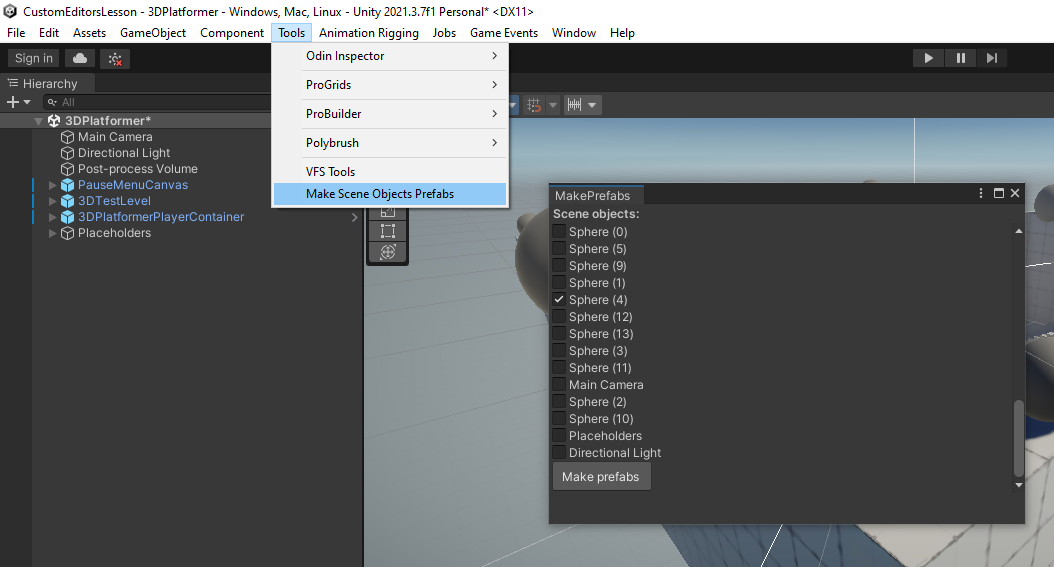 CustomEditorsLesson - 3DPlatformer - Windows, Mac, Linux - Unity 2021.3.7f1 Personal* <DX11>
File Edit Assets GameObject Component Tools Animation Rigging Jobs Game Events Window Help
Sign in
Hierarchy
All
3DPlatformer*
Main Camera
Directional Light
Post-process Volume
PauseMenuCanvas
3DTestLevel
3DPlatformerPlayerContainer
Placeholders
Odin Inspector
ProGrids
ProBuilder
Polybrush
VFS Tools
Make Scene Objects Prefabs
MakePrefabs
Scene objects:
Sphere (0)
Sphere (5)
Sphere (9)
Sphere (1)
Sphere (4)
Sphere (12)
Sphere (13)
Sphere (3)
Sphere (11)
Main Camera
Sphere (2)
Sphere (10)
Placeholders
Directional Light
Make prefabs